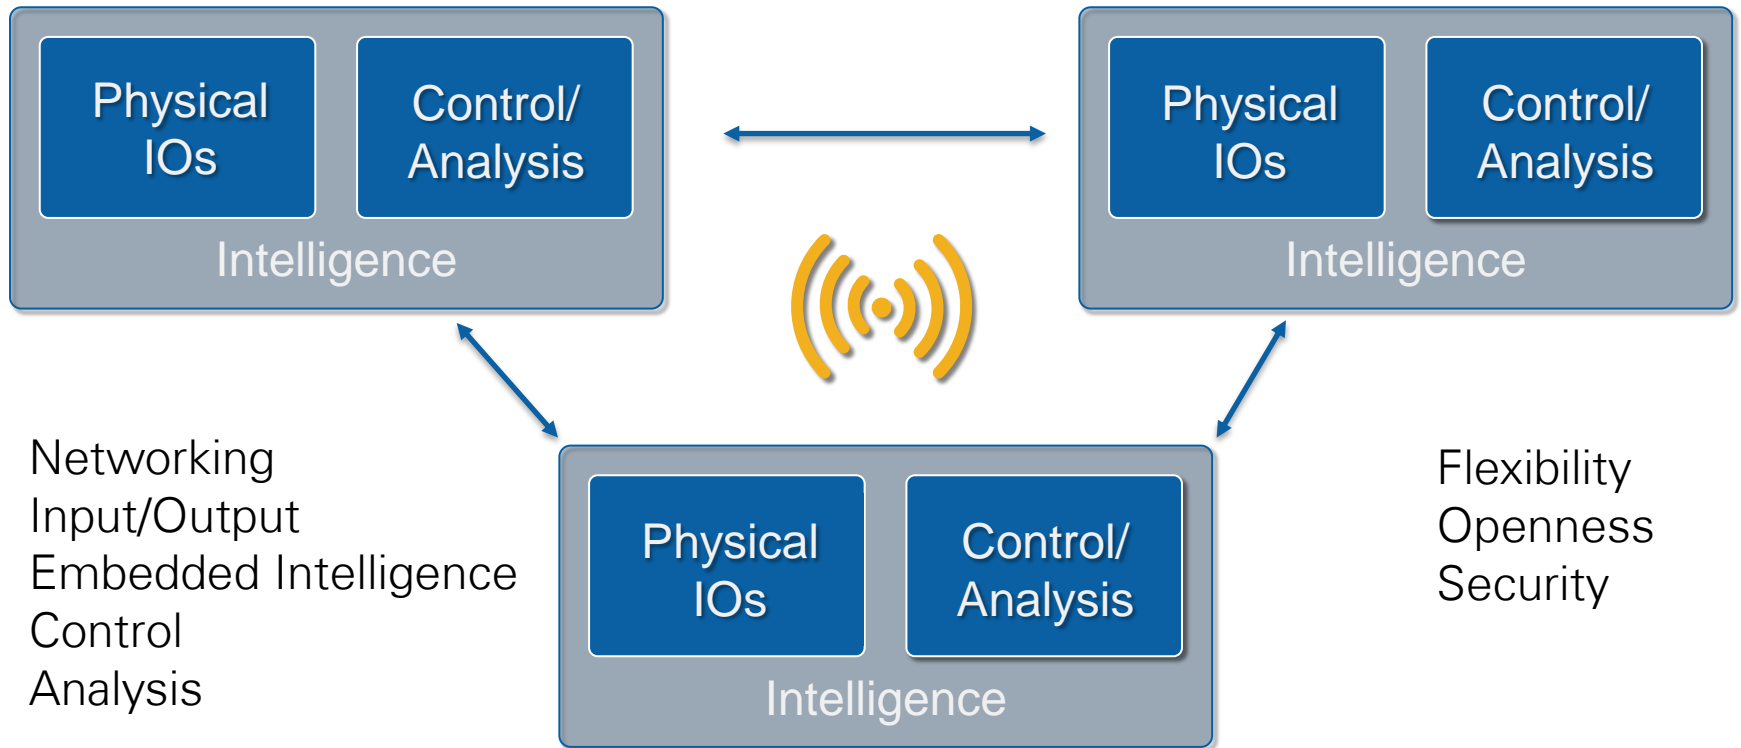 Physical
IOs
Control/
Analysis
Intelligence
Physical
IOs
Control/
Analysis
Intelligence
Networking
Input/Output
Embedded Intelligence
Control
Analysis
Physical
IOs
Control/
Analysis
Intelligence
Flexibility
Openness
Security